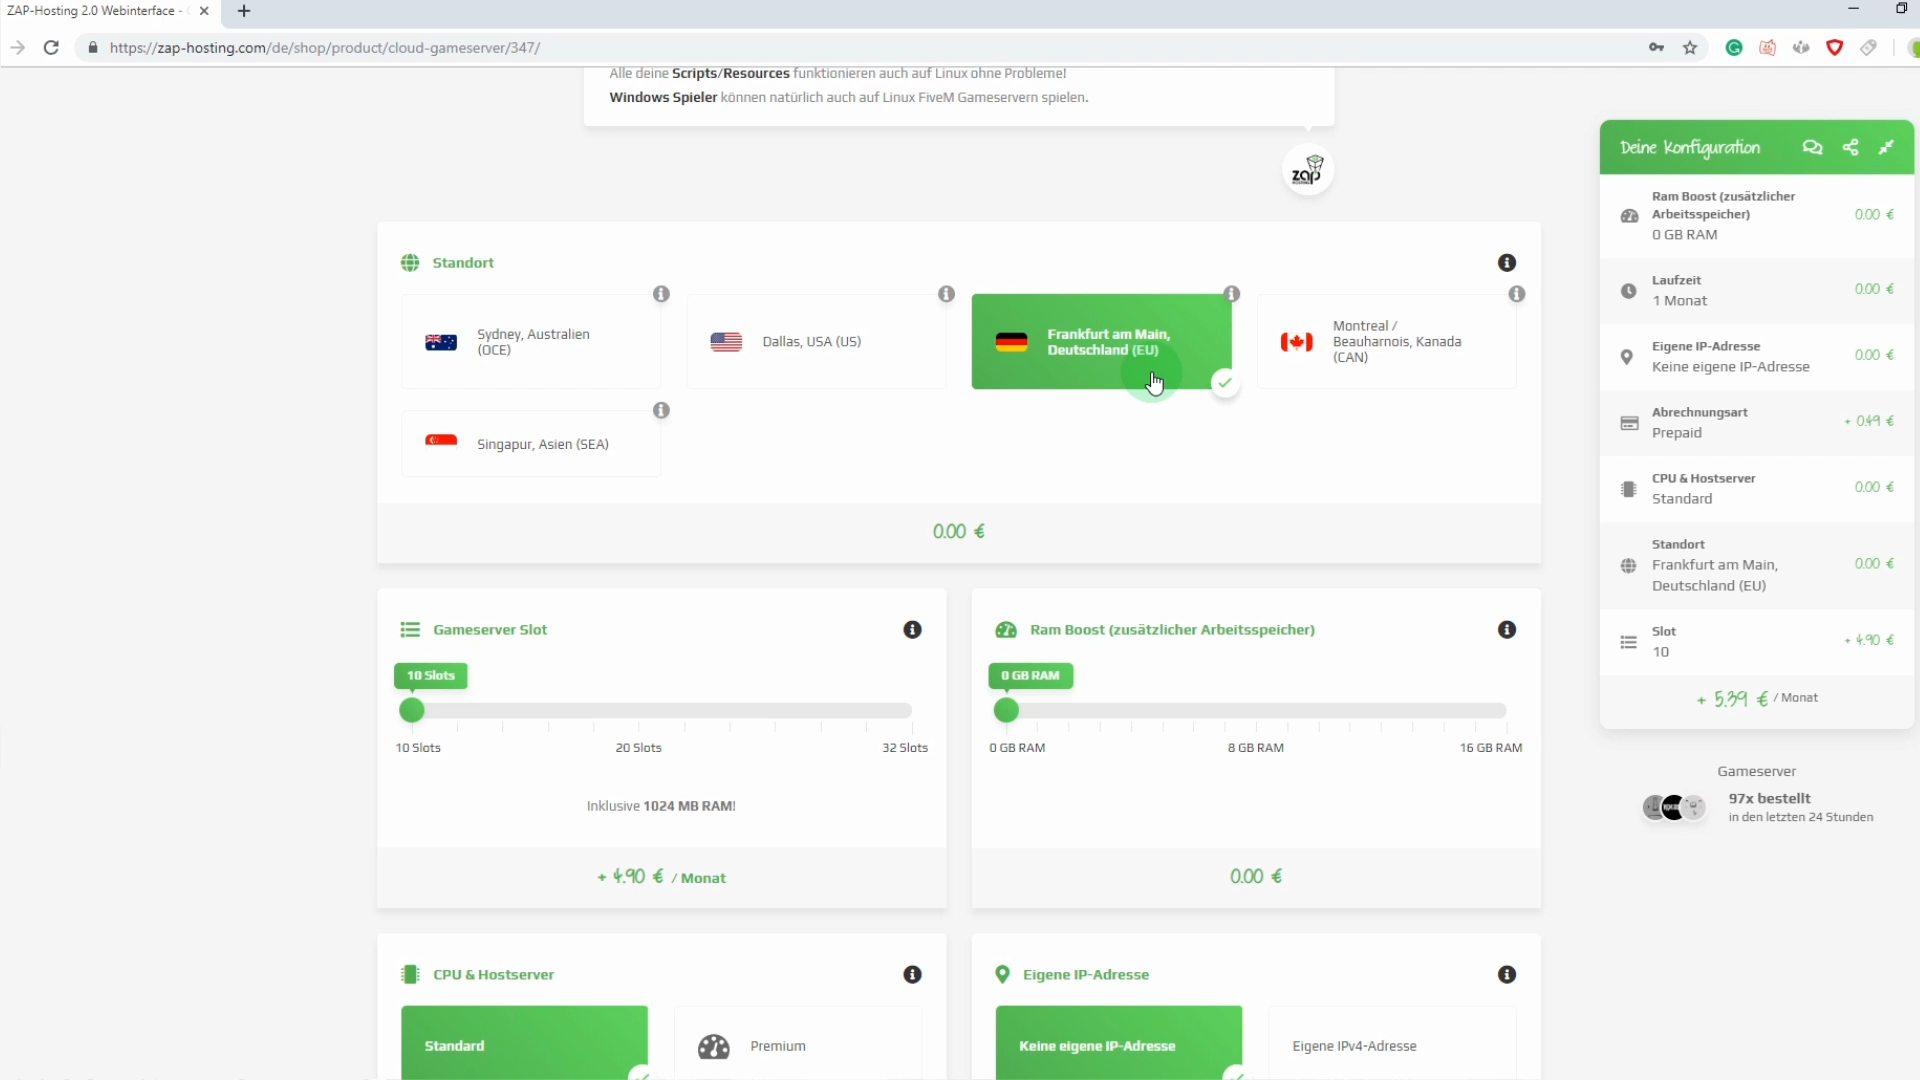 ZAP-Hosting 2.0 Webinterface -
https://zap-hosting.com/de/shop/product/cloud-gameserver/347/
Alle deine Scripts/Resources funktionieren auch auf Linux ohne Probleme!
Windows Spieler können natürlich auch auf Linux FiveM Gameservern spielen.
zap
HOSTING
Standort
Sydney, Australien
(OCE)
Dallas, USA (US)
Frankfurt am Main,
Deutschland (EU)
Montreal /
Beauharnois, Kanada
(CAN)
Singapur, Asien (SEA)
0.00 €
Gameserver Slot
10 Slots
10 Slots
20 Slots
32 Slots
Inklusive 1024 MB RAM!
+ 4.90 € / Monat
Ram Boost (zusätzlicher Arbeitsspeicher)
0 GB RAM
0 GB RAM
8 GB RAM
16 GB RAM
0.00 €
CPU & Hostserver
Standard
Premium
Eigene IP-Adresse
Keine eigene IP-Adresse
Eigene IPv4-Adresse
Deine Konfiguration
Ram Boost (zusätzlicher
Arbeitsspeicher)
0 GB RAM
0.00 €
Laufzeit
1 Monat
0.00 €
Eigene IP-Adresse
Keine eigene IP-Adresse
0.00 €
Abrechnungsart
Prepaid
+ 0.49 €
CPU & Hostserver
Standard
0.00 €
Standort
Frankfurt am Main,
Deutschland (EU)
0.00 €
Slot
10
+ 4.90 €
+ 5.39 € / Monat
Gameserver
97x bestellt
in den letzten 24 Stunden